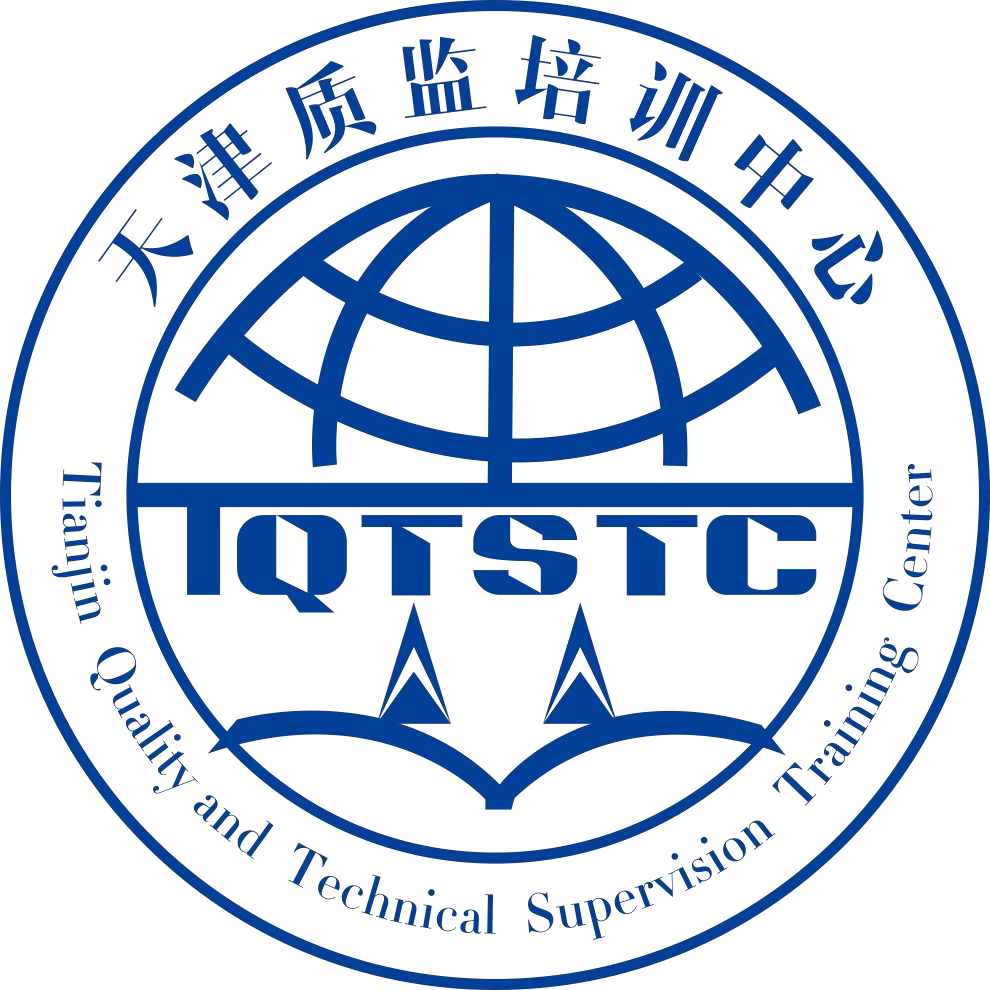 天津质监培训中心
TQTSTC
Tianjin Quality and Technical Supervision Training Center